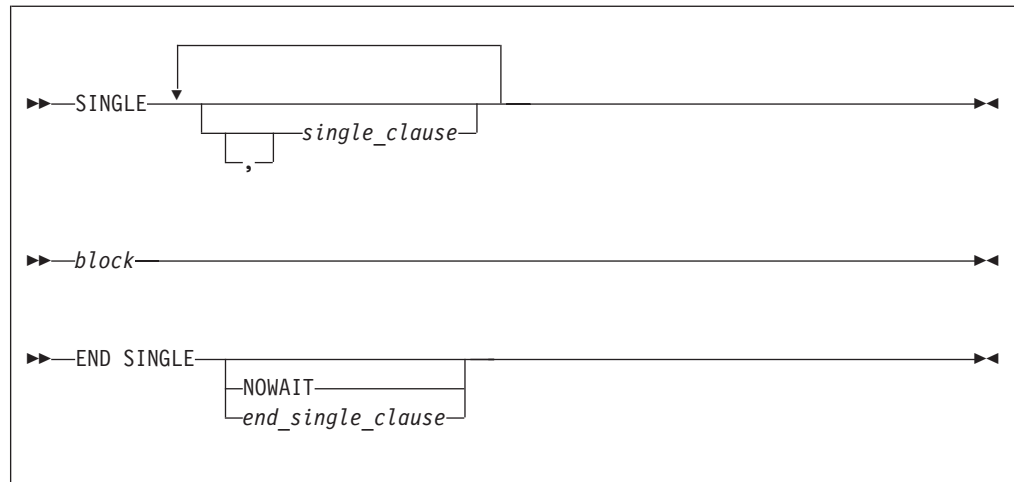 SINGLE
single_clause
,
block
END SINGLE
NOWAIT
end_single_clause